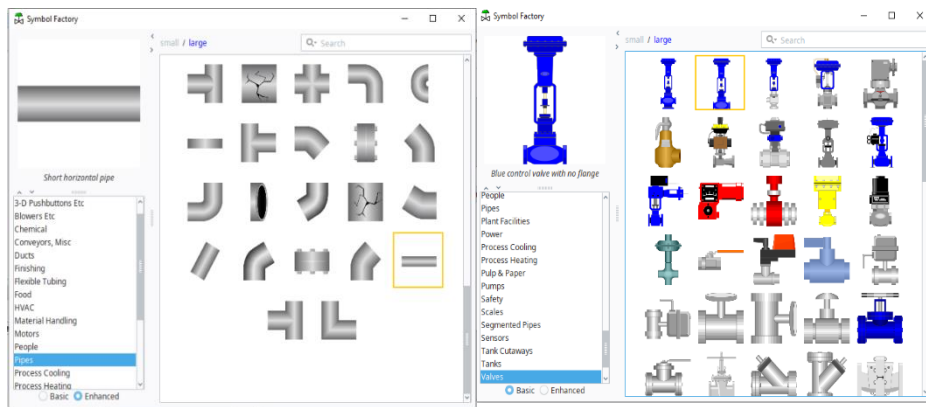 Symbol Factory
small / large
Search
Short horizontal pipe
3-D Pushbuttons Etc
Blowers Etc
Chemical
Conveyors, Misc
Ducts
Finishing
Flexible Tubing
Food
HVAC
Material Handling
Motors
People
Pipes
Process Cooling
Process Heating
Basic Enhanced
Symbol Factory
small / large
Search
Blue control valve with no flange
People
Pipes
Plant Facilities
Power
Process Cooling
Process Heating
Pulp & Paper
Pumps
Safety
Scales
Segmented Pipes
Sensors
Tank Cutaways
Tanks
Valves
Basic Enhanced